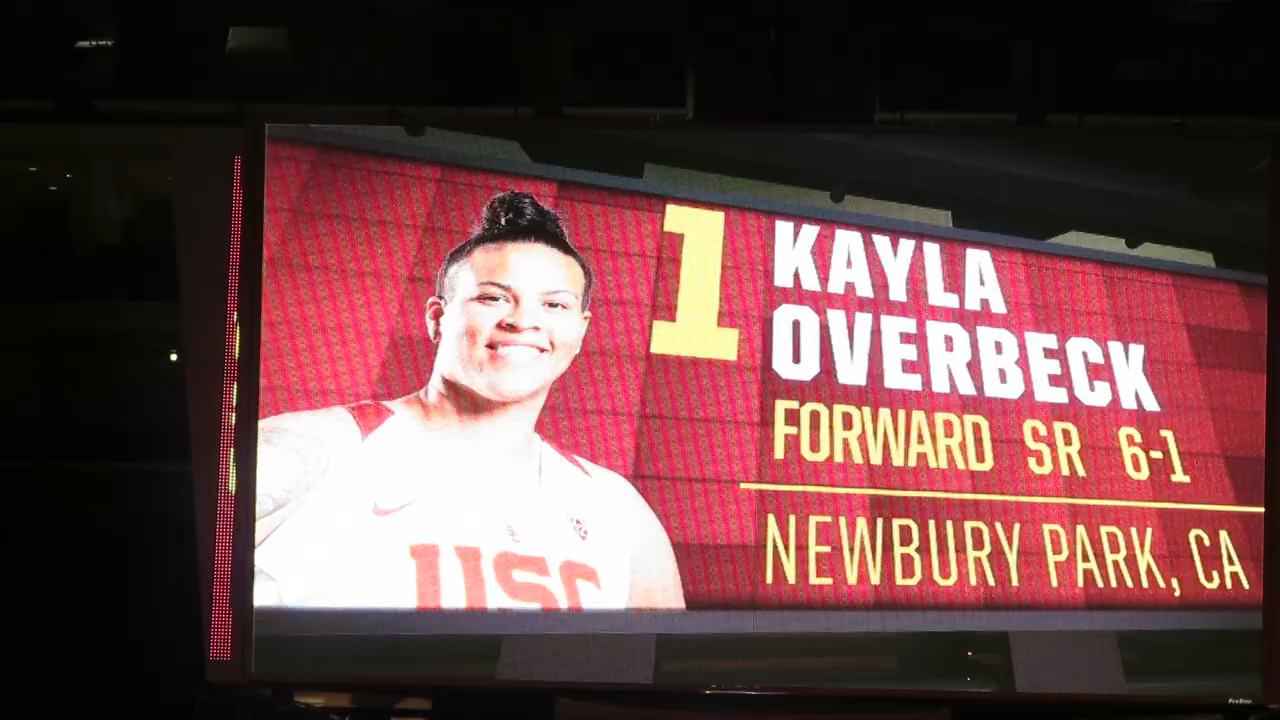 1
KAYLA
OVERBECK
FORWARD SR 6-1
NEWBURY PARK, CA
USC